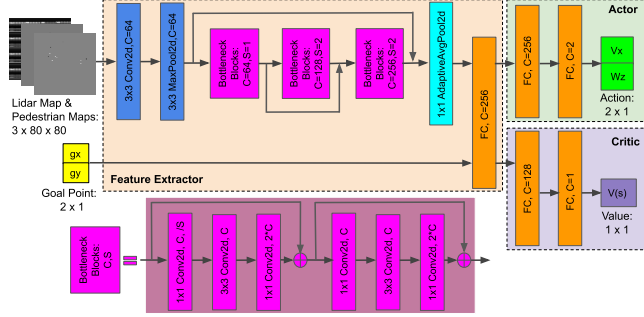 Lidar Map &
Pedestrian Maps:
3 x 80 x 80
gx
gy
Goal Point:
2 x 1
3x3 Conv2d,C=64
3x3 MaxPool2d,C=64
Bottleneck
Blocks:
C=64,S=1
Bottleneck
Blocks:
C=128,S=2
Bottleneck
Blocks:
C=256,S=2
1x1 AdaptiveAvgPool2d
FC, C=256
Feature Extractor
Actor
FC, C=256
FC, C=2
Vx
Wz
Action:
2 x 1
Critic
FC, C=128
FC, C=1
V(s)
Value:
1 x 1
Bottleneck
Blocks:
C,S
=
1x1 Conv2d, C, /S
3x3 Conv2d, C
1x1 Conv2d, 2*C
1x1 Conv2d, C
3x3 Conv2d, C
1x1 Conv2d, 2*C